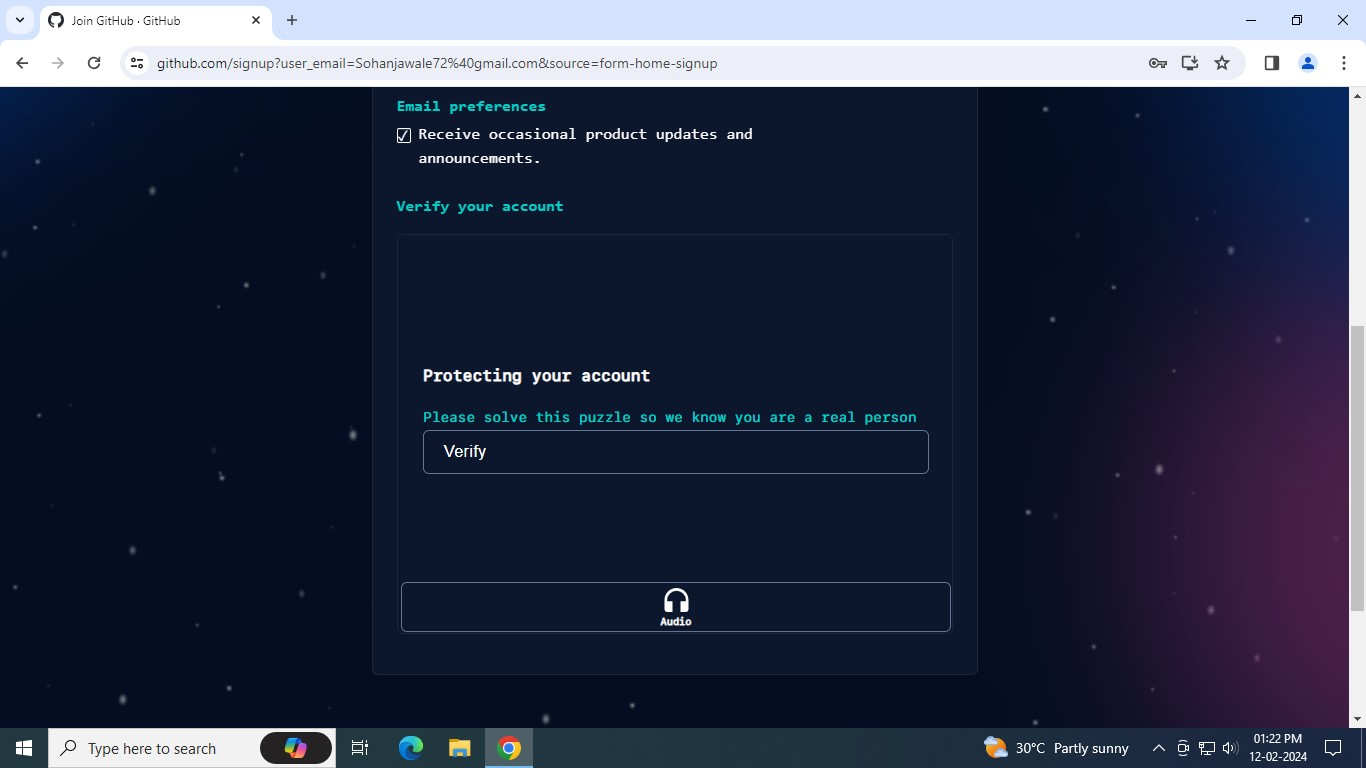 Join GitHub · GitHub
github.com/signup?user_email=Sohanjawale72%40gmail.com&source=form-home-signup
Email preferences
Receive occasional product updates and
announcements.
Verify your account
Protecting your account
Please solve this puzzle so we know you are a real person
Verify
Audio
Type here to search
30°C Partly sunny
01:22 PM
12-02-2024